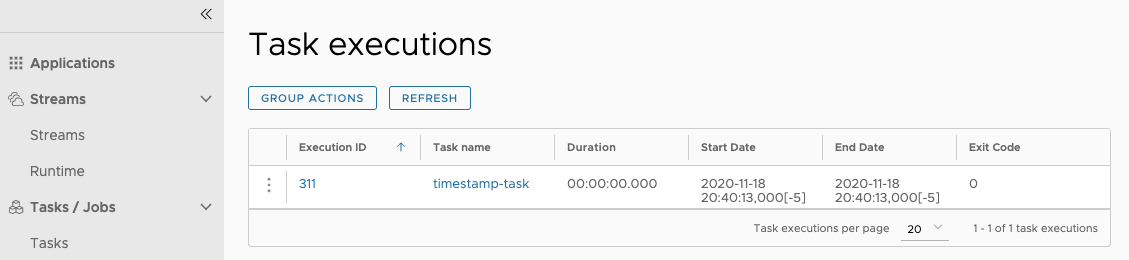 Applications
Streams
Streams
Runtime
Tasks / Jobs
Tasks
Task executions
GROUP ACTIONS REFRESH
Execution ID Task name Duration Start Date End Date Exit Code
311 timestamp-task 00:00:00.000 2020-11-18 2020-11-18 0
20:40:13,000[-5] 20:40:13,000[-5]
Task executions per page 20 1 - 1 of 1 task executions